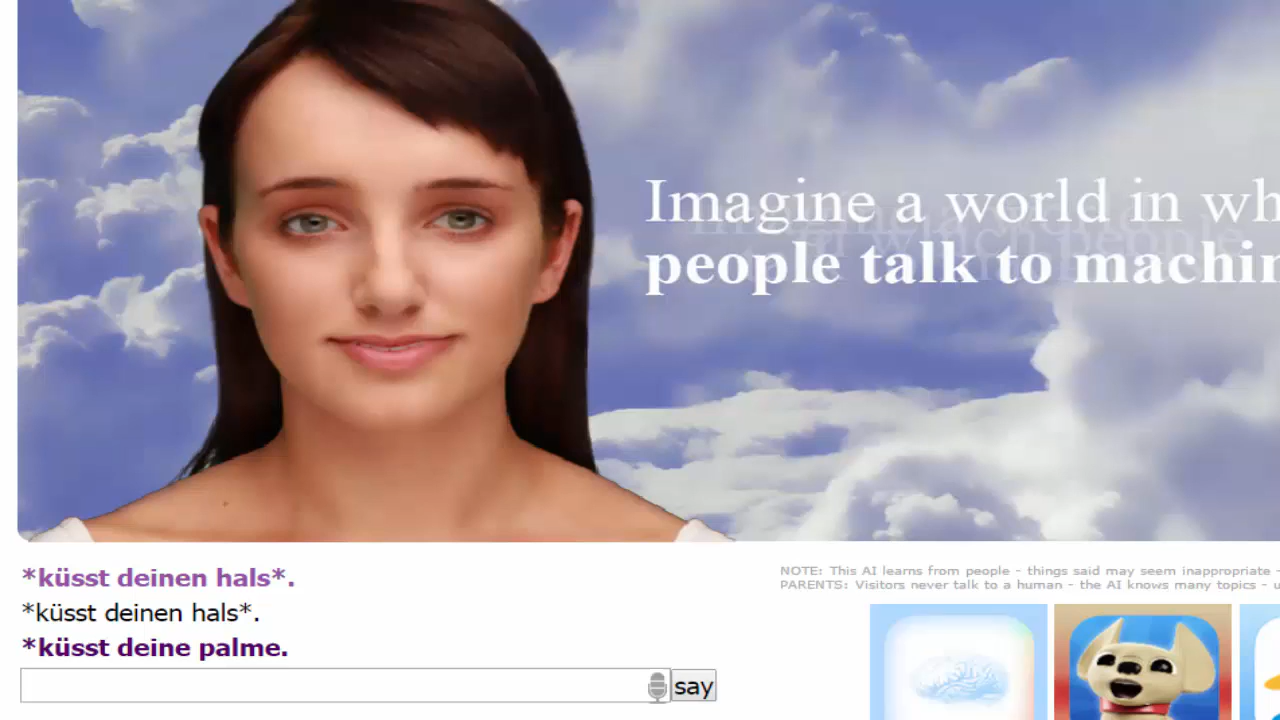 Imagine a world in wh
people talk to machin
*küsst deinen hals*.
*küsst deinen hals*.
*küsst deine palme.
say
NOTE: This AI learns from people - things said may seem inappropriate -
PARENTS: Visitors never talk to a human - the AI knows many topics - u